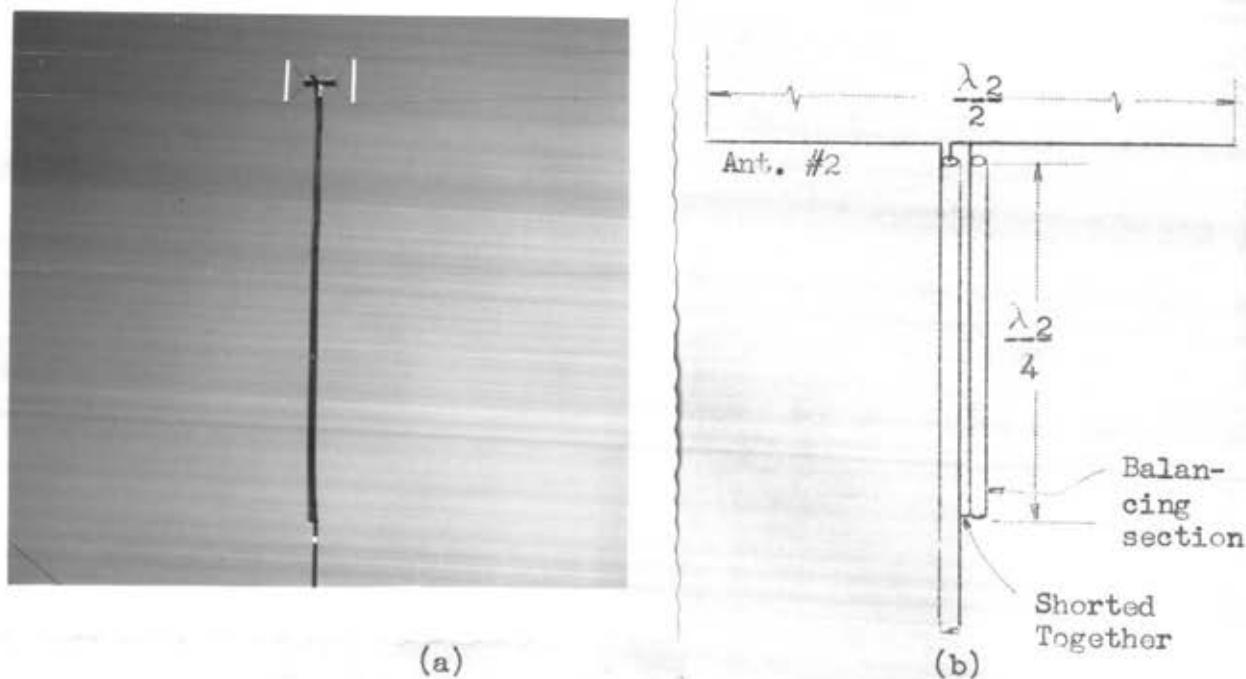 λ2
2
Ant. #2
λ2
4
Balan-
cing
section
Shorted
Together
(a)
(b)